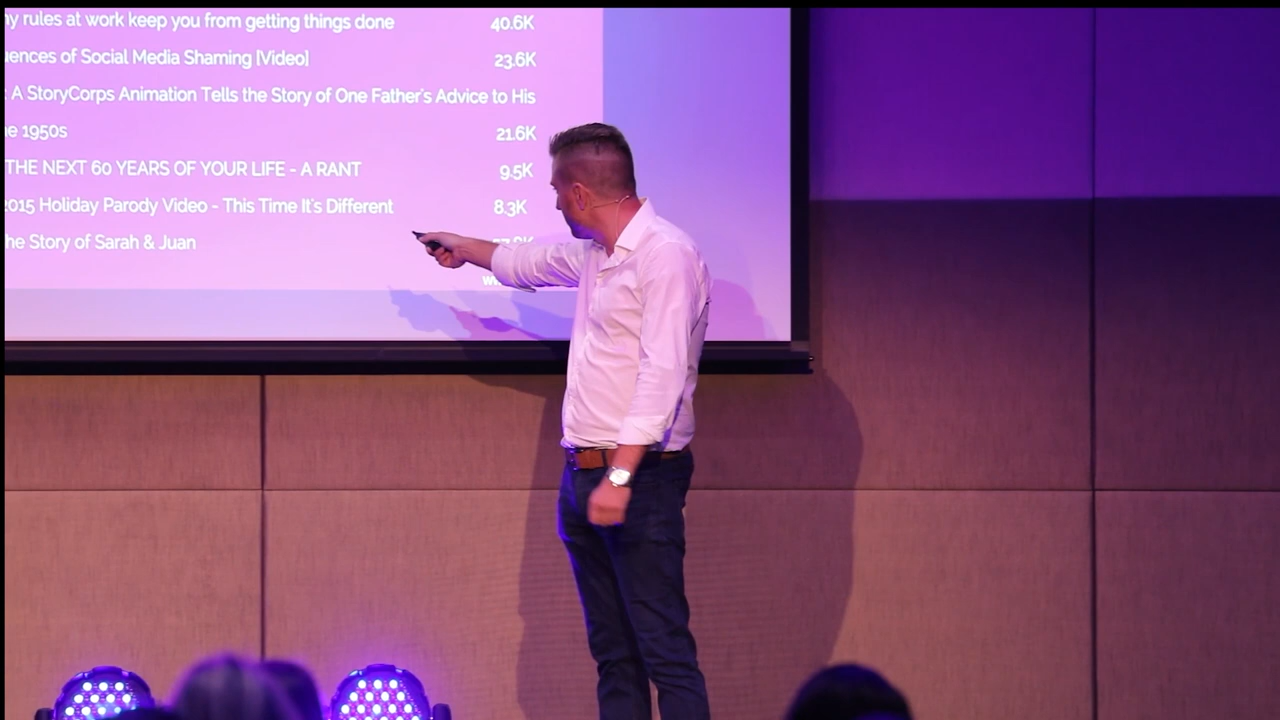 rules at work keep you from getting things done 40.6K
of Social Media Shaming [Video] 23.6K
: A StoryCorps Animation Tells the Story of One Father's Advice to His
1950s 21.6K
THE NEXT 60 YEARS OF YOUR LIFE - A RANT 9.5K
2015 Holiday Parody Video - This Time It's Different 8.3K
Story of Sarah & Juan